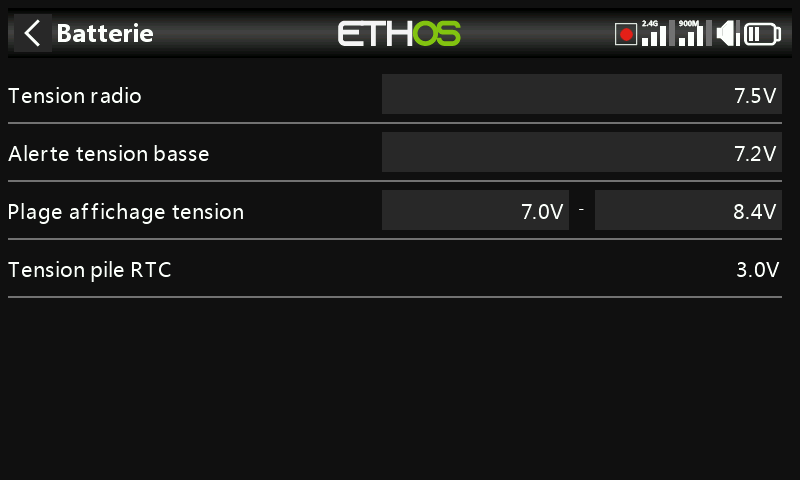 Batterie
ETHOS
2.4G
900M
Tension radio 7.5V
Alerte tension basse 7.2V
Plage affichage tension 7.0V - 8.4V
Tension pile RTC 3.0V